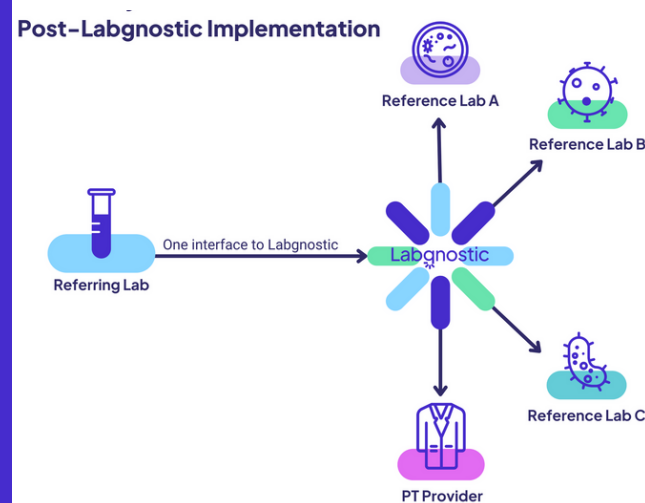 Post-Labgnostic Implementation
Reference Lab A
Reference Lab B
One interface to Labgnostic
Labgnostic
Referring Lab
Reference Lab C
PT Provider